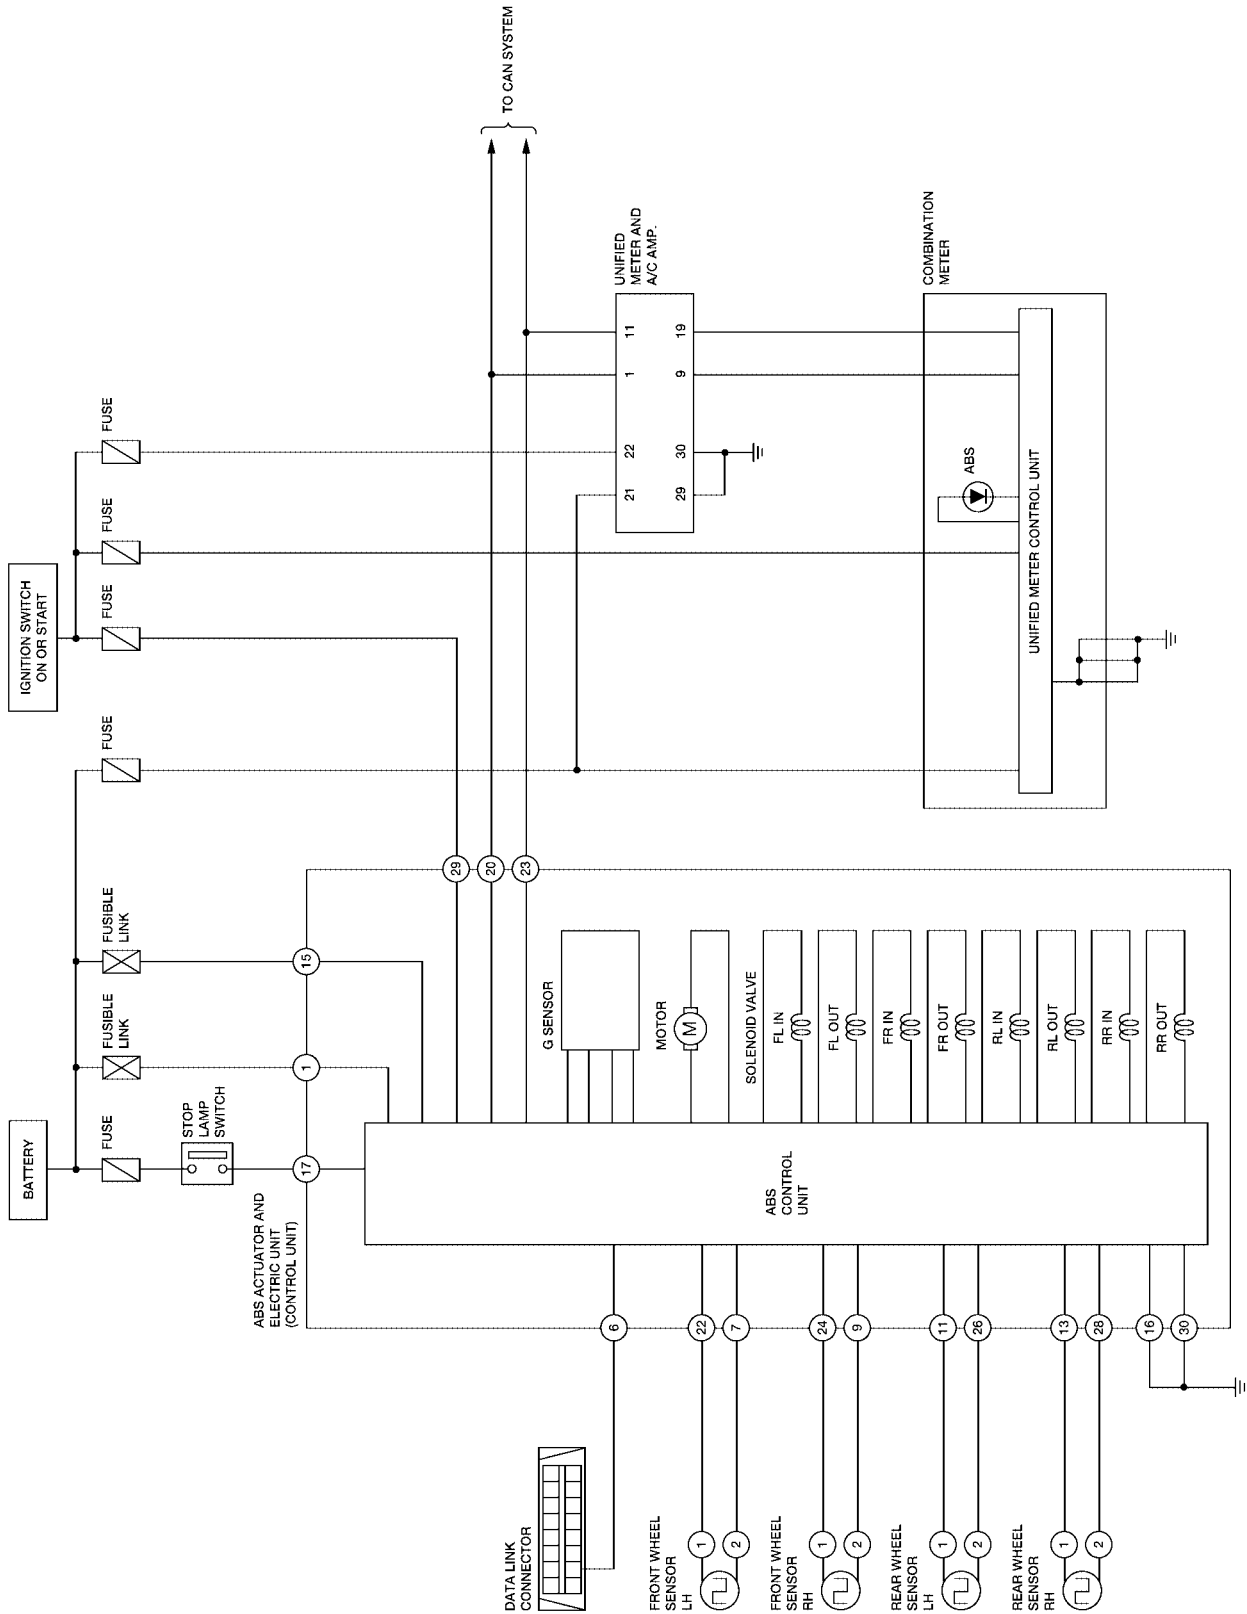 BATTERY
IGNITION SWITCH
ON OR START
FUSE
FUSIBLE
LINK
FUSIBLE
LINK
FUSE
FUSE
FUSE
FUSE
STOP
LAMP
SWITCH
ABS ACTUATOR AND
ELECTRIC UNIT
(CONTROL UNIT)
17
1
15
29
20
23
TO CAN SYSTEM
DATA LINK
CONNECTOR
6
G SENSOR
UNIFIED
METER AND
A/C AMP.
21
22
1
11
29
30
9
19
FRONT WHEEL
SENSOR
LH
1
2
22
7
MOTOR
M
ABS
CONTROL
UNIT
SOLENOID VALVE
FL IN
FL OUT
FR IN
FR OUT
RL IN
RL OUT
RR IN
RR OUT
FRONT WHEEL
SENSOR
RH
1
2
24
9
REAR WHEEL
SENSOR
LH
1
2
11
26
REAR WHEEL
SENSOR
RH
1
2
13
28
16
30
COMBINATION
METER
ABS
UNIFIED METER CONTROL UNIT